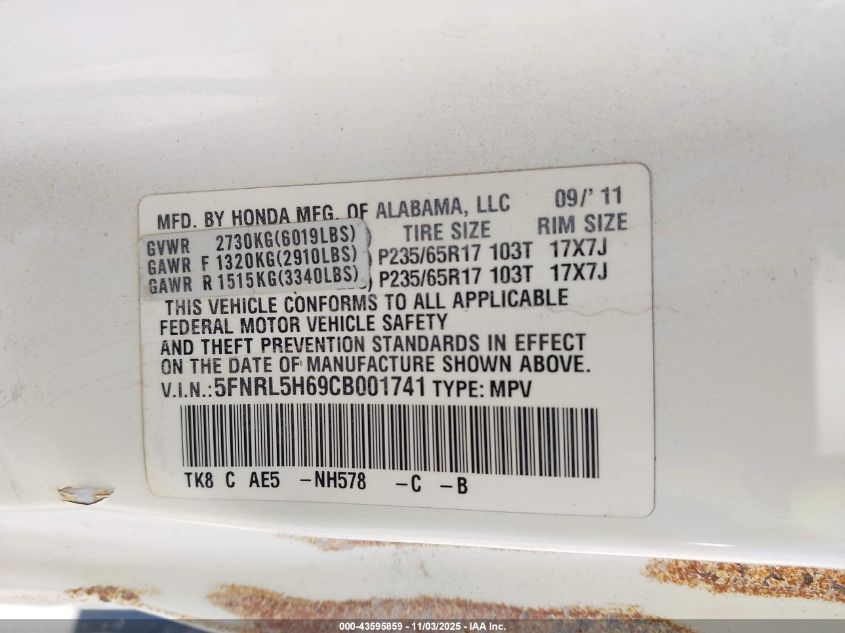 MFD. BY HONDA MFG. OF ALABAMA, LLC 09/'11
TIRE SIZE RIM SIZE
GVWR 2730KG(6019LBS)
GAWR F 1320KG(2910LBS) P235/65R17 103T 17X7J
GAWR R 1515KG(3340LBS) P235/65R17 103T 17X7J
THIS VEHICLE CONFORMS TO ALL APPLICABLE
FEDERAL MOTOR VEHICLE SAFETY
AND THEFT PREVENTION STANDARDS IN EFFECT
ON THE DATE OF MANUFACTURE SHOWN ABOVE.
V.I.N.:5FNRL5H69CB001741 TYPE: MPV
TK8 C AE5 -NH578 -C -B
000-43595859 - 11/03/2025 - IAA Inc.